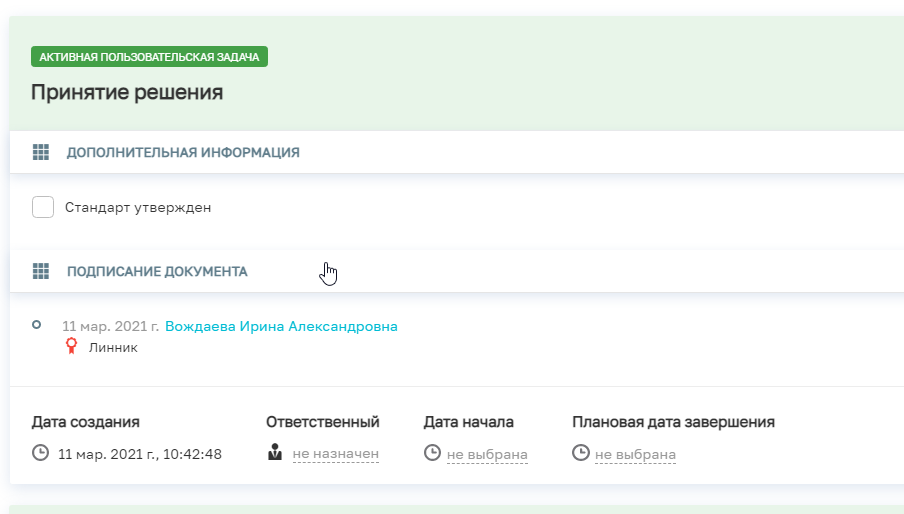 АКТИВНАЯ ПОЛЬЗОВАТЕЛЬСКАЯ ЗАДАЧА
Принятие решения
ДОПОЛНИТЕЛЬНАЯ ИНФОРМАЦИЯ
Стандарт утвержден
ПОДПИСАНИЕ ДОКУМЕНТА
11 мар. 2021 г. Вождаева Ирина Александровна
Линник
Дата создания Ответственный Дата начала Плановая дата завершения
11 мар. 2021 г., 10:42:48 не назначен не выбрана не выбрана